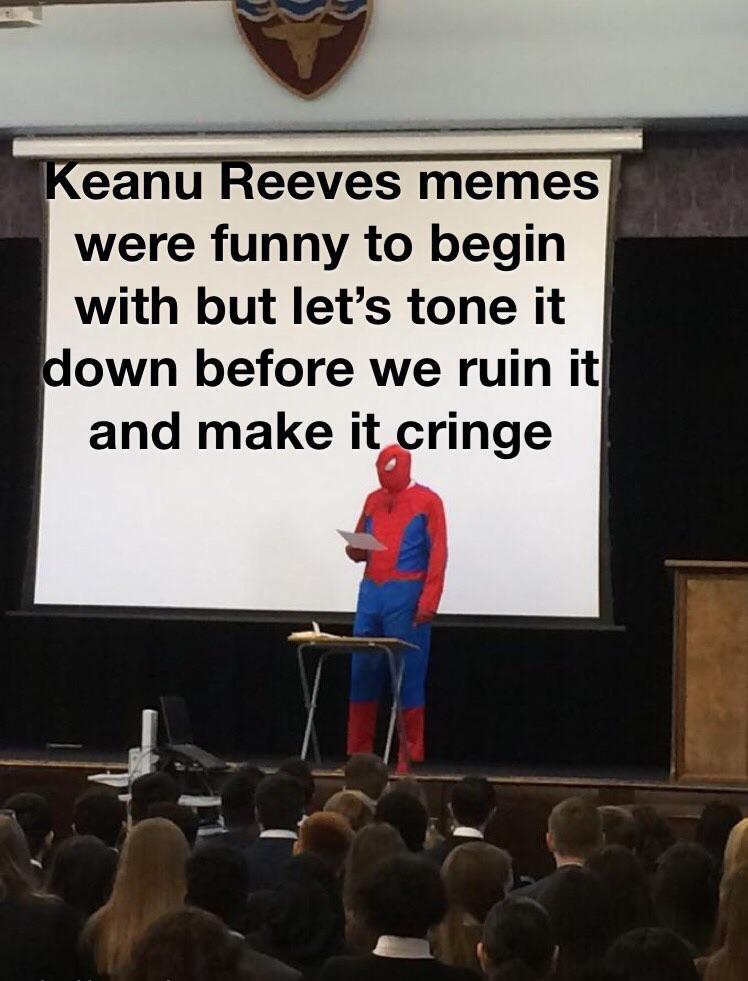 Keanu Reeves memes
were funny to begin
with but let’s tone it
down before we ruin it
and make it cringe